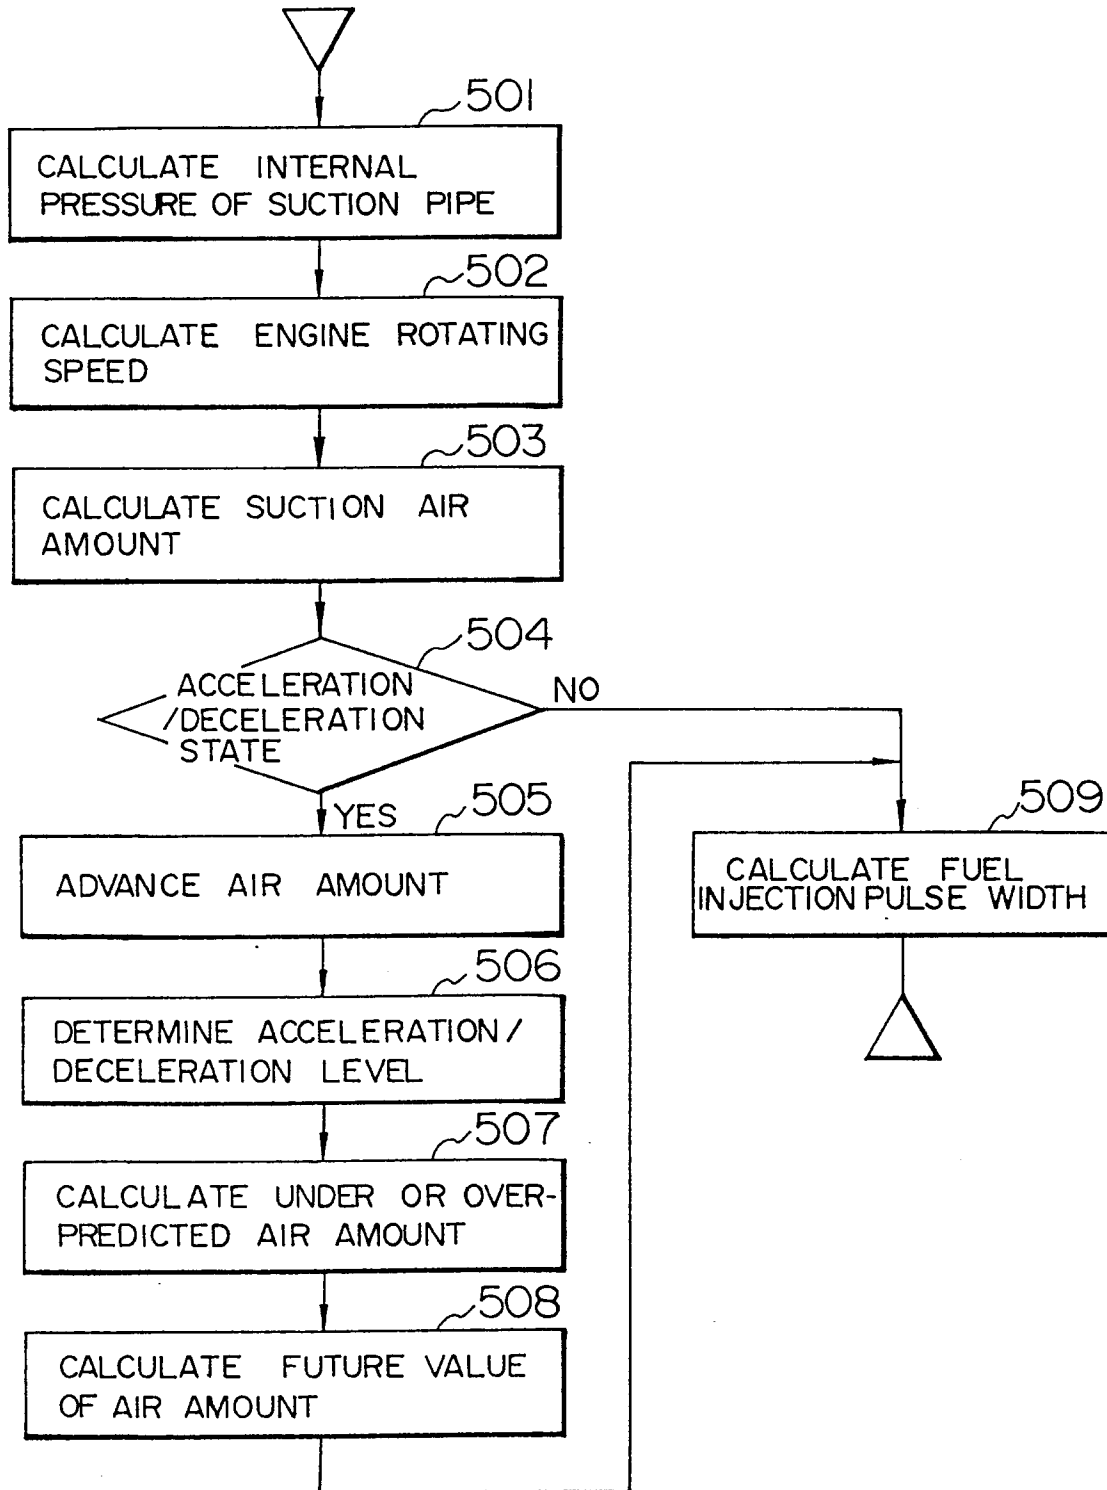 501
CALCULATE INTERNAL
PRESSURE OF SUCTION PIPE
502
CALCULATE ENGINE ROTATING
SPEED
503
CALCULATE SUCTION AIR
AMOUNT
504
ACCELERATION
/DECELERATION
STATE
NO
YES
505
ADVANCE AIR AMOUNT
506
DETERMINE ACCELERATION/
DECELERATION LEVEL
507
CALCULATE UNDER OR OVER-
PREDICTED AIR AMOUNT
508
CALCULATE FUTURE VALUE
OF AIR AMOUNT
509
CALCULATE FUEL
INJECTION PULSE WIDTH